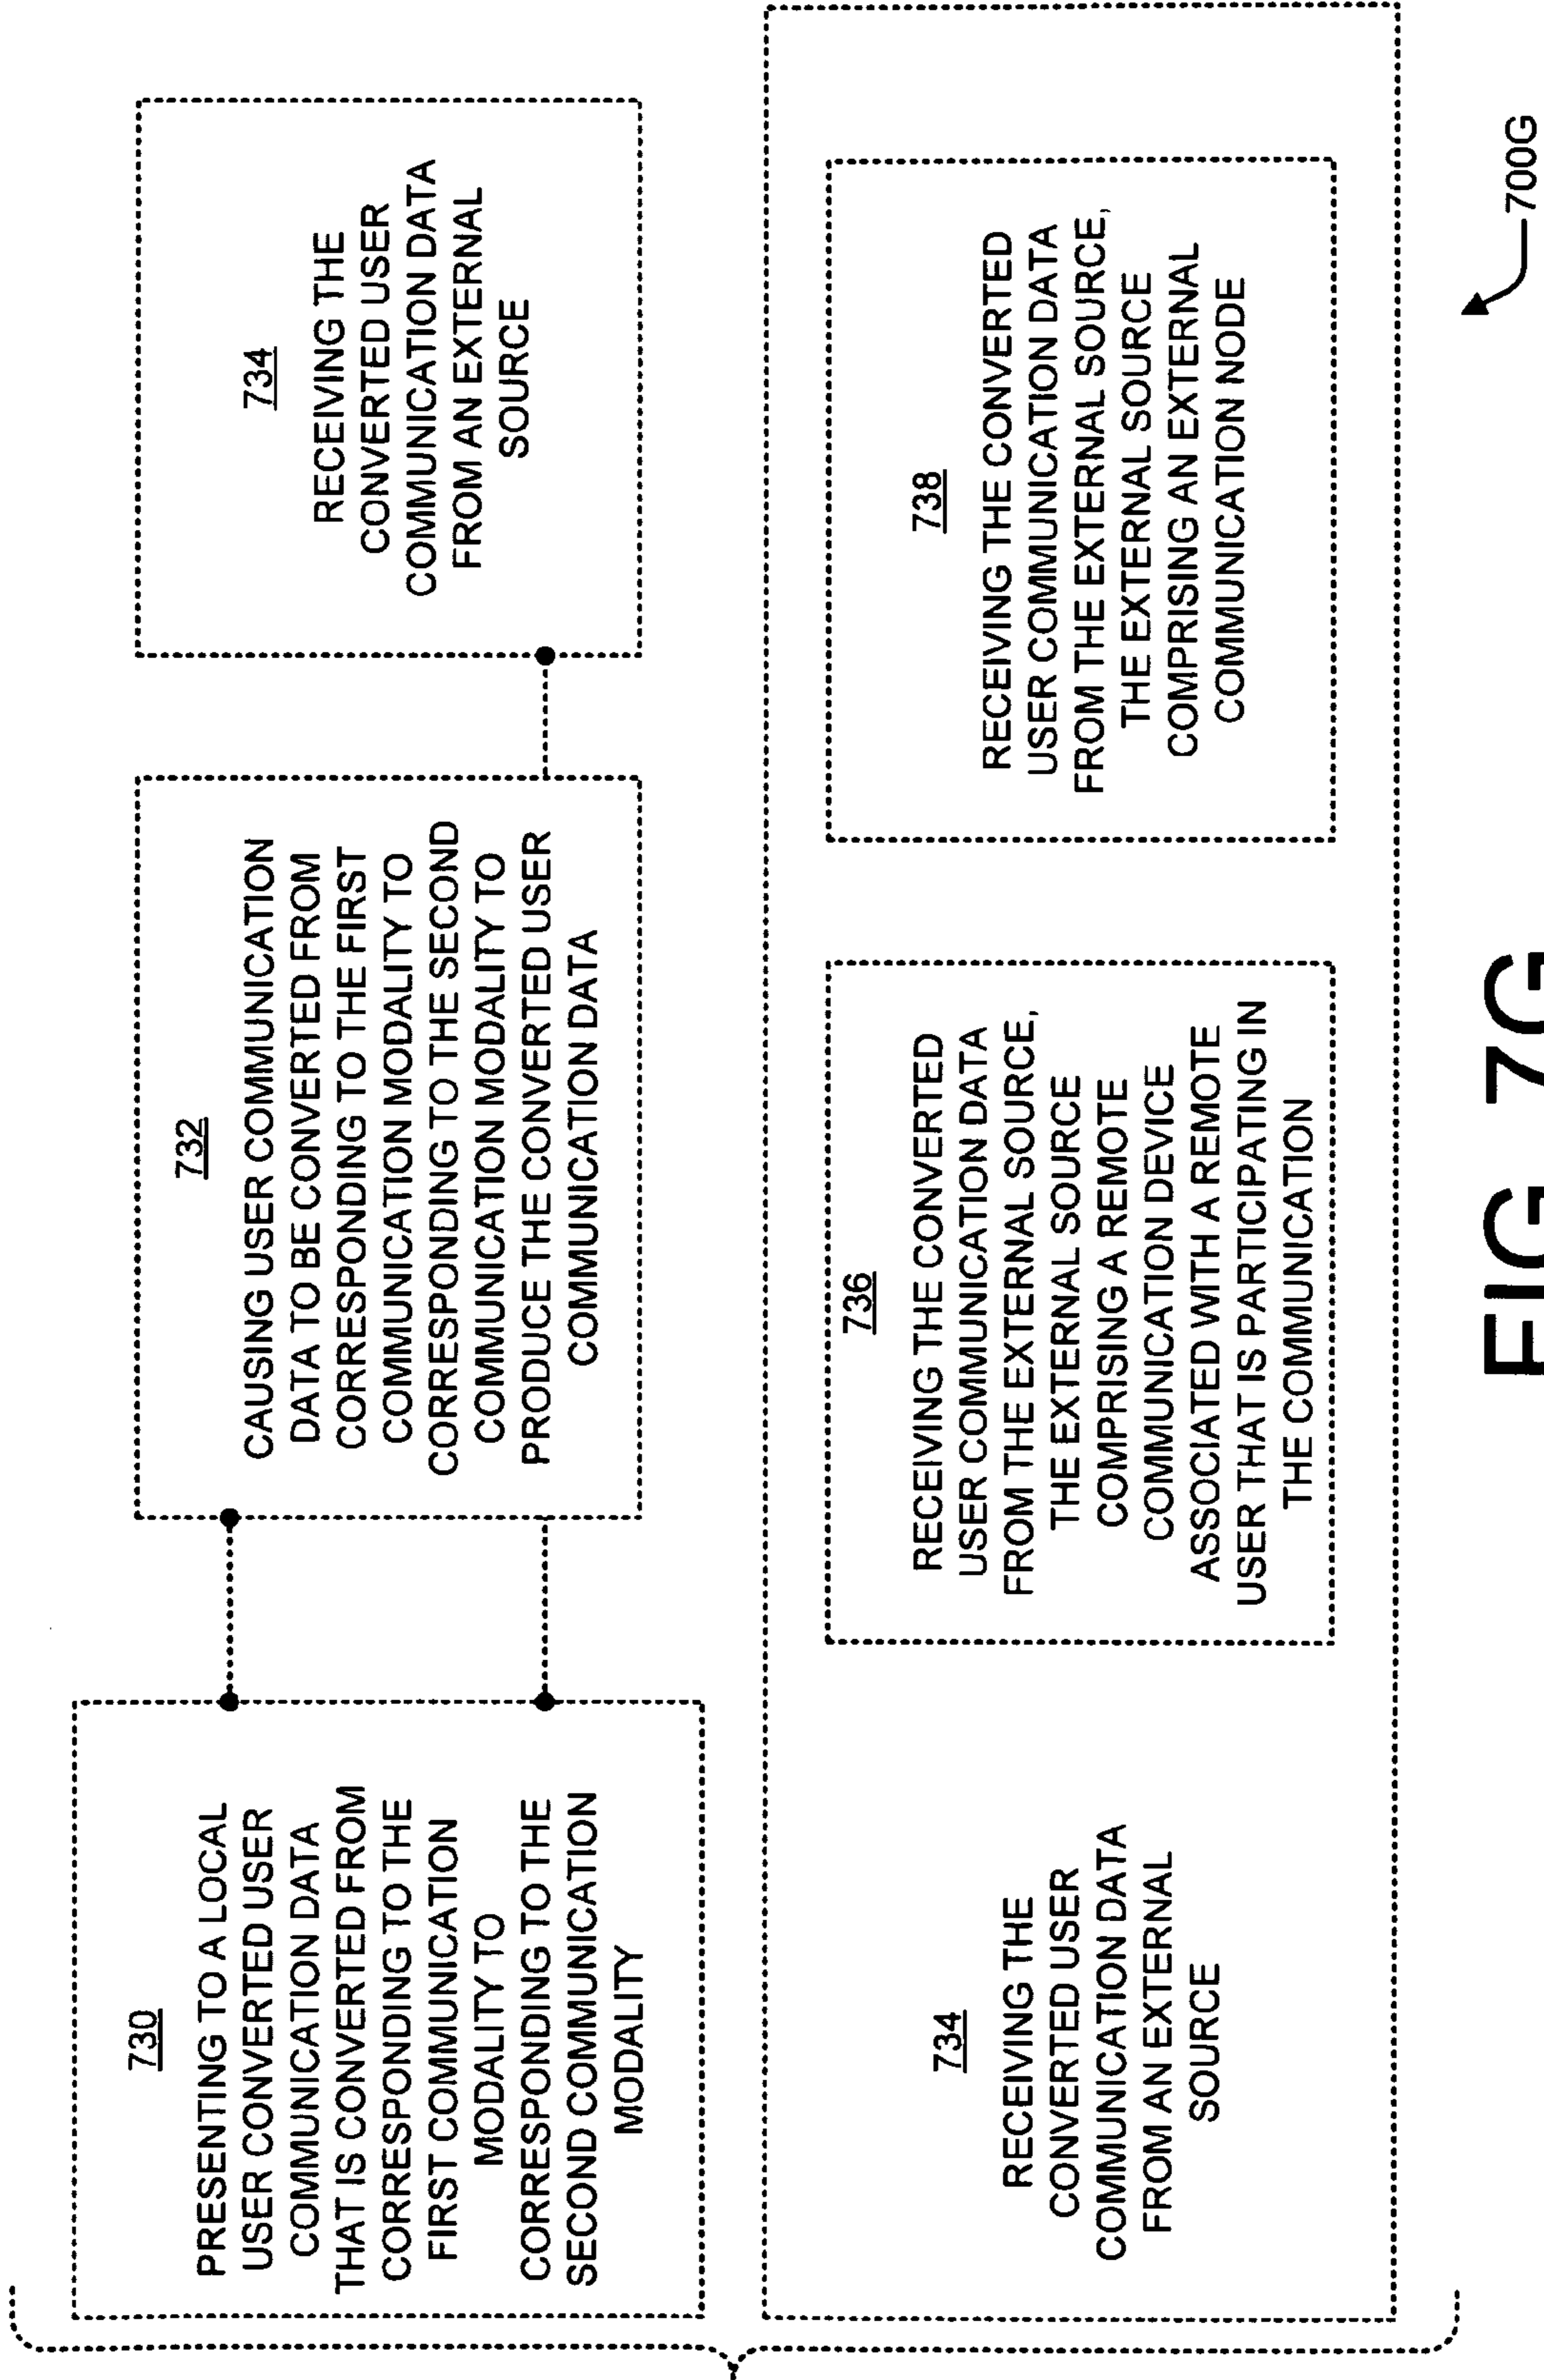 730
PRESENTING TO A LOCAL
USER CONVERTED USER
COMMUNICATION DATA
THAT IS CONVERTED FROM
CORRESPONDING TO THE
FIRST COMMUNICATION
MODALITY TO
CORRESPONDING TO THE
SECOND COMMUNICATION
MODALITY
732
CAUSING USER COMMUNICATION
DATA TO BE CONVERTED FROM
CORRESPONDING TO THE FIRST
COMMUNICATION MODALITY TO
CORRESPONDING TO THE SECOND
COMMUNICATION MODALITY TO
PRODUCE THE CONVERTED USER
COMMUNICATION DATA
734
RECEIVING THE
CONVERTED USER
COMMUNICATION DATA
FROM AN EXTERNAL
SOURCE
734
RECEIVING THE
CONVERTED USER
COMMUNICATION DATA
FROM AN EXTERNAL
SOURCE
736
RECEIVING THE CONVERTED
USER COMMUNICATION DATA
FROM THE EXTERNAL SOURCE,
THE EXTERNAL SOURCE
COMPRISING A REMOTE
COMMUNICATION DEVICE
ASSOCIATED WITH A REMOTE
USER THAT IS PARTICIPATING IN
THE COMMUNICATION
738
RECEIVING THE CONVERTED
USER COMMUNICATION DATA
FROM THE EXTERNAL SOURCE,
THE EXTERNAL SOURCE
COMPRISING AN EXTERNAL
COMMUNICATION NODE
700G
FIG. 7G